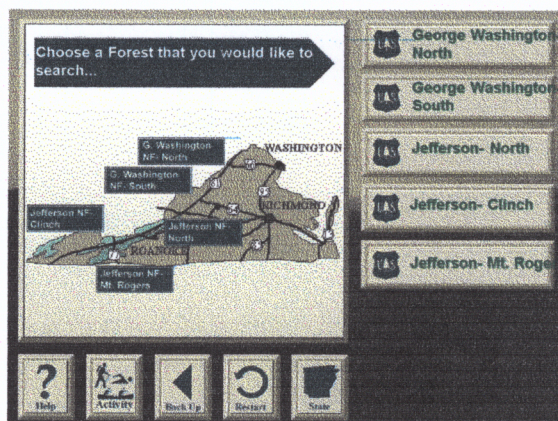 Choose a Forest that you would like to
search...
G. Washington
NF- North
WASHINGTON
G. Washington
NF- South
RICHMOND
Jefferson NF-
Clinch
Jefferson NF-
North
ROANOKE
Jefferson NF-
Mt. Rogers
George Washington
North
George Washington
South
Jefferson- North
Jefferson- Clinch
Jefferson- Mt. Roge
Help
Activity
Back Up
Restart
State